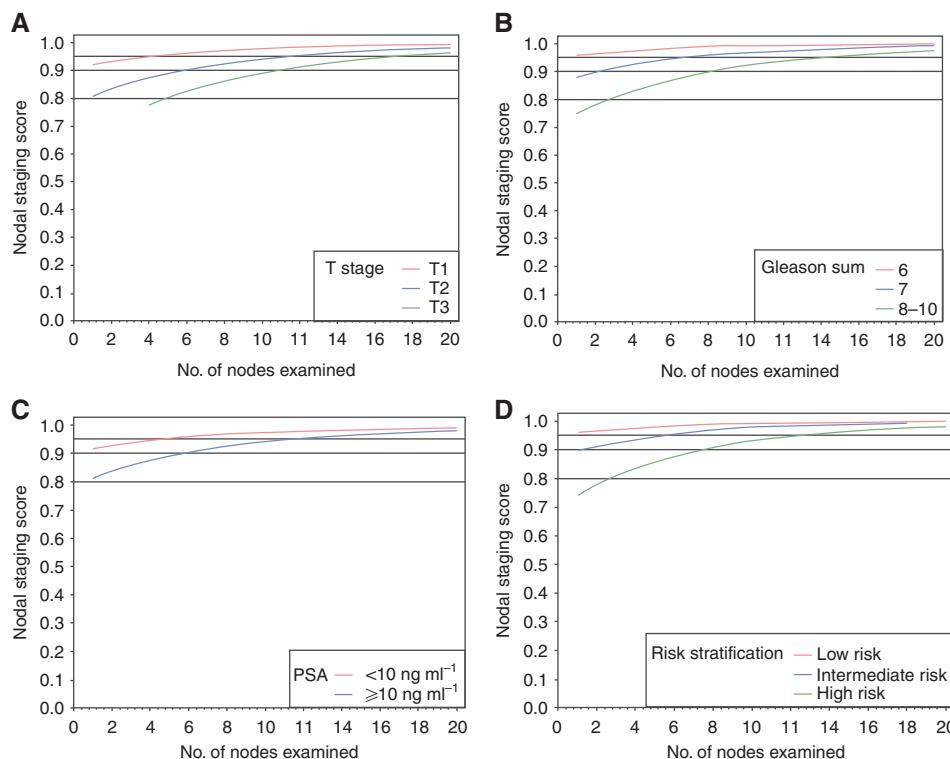 A
Nodal staging score
1.0
0.9
0.8
0.7
0.6
0.5
0.4
0.3
0.2
0.1
0.0
T stage
T1
T2
T3
0 2 4 6 8 10 11 14 16 18 20
No. of nodes examined
B
Nodal staging score
1.0
0.9
0.8
0.7
0.6
0.5
0.4
0.3
0.2
0.1
0.0
Gleason sum
6
7
8–10
0 2 4 6 8 10 11 14 16 12 20
No. of nodes examined
C
Nodal staging score
1.0
0.9
0.8
0.7
0.6
0.5
0.4
0.3
0.2
0.1
0.0
PSA
<10 ng ml⁻¹
⩾10 ng ml⁻¹
0 2 4 6 8 10 11 13 16 18 20
No. of nodes examined
D
Nodal staging score
1.0
0.9
0.8
0.7
0.6
0.5
0.4
0.3
0.2
0.1
0.0
Risk stratification
Low risk
Intermediate risk
High risk
0 2 4 6 8 10 11 13 16 18 20
No. of nodes examined